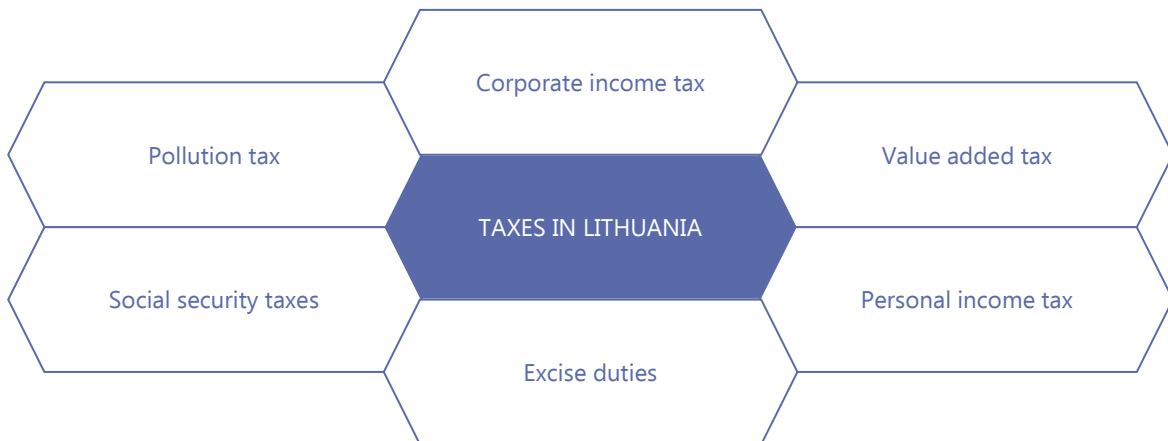 Corporate income tax
Pollution tax
Value added tax
TAXES IN LITHUANIA
Social security taxes
Personal income tax
Excise duties